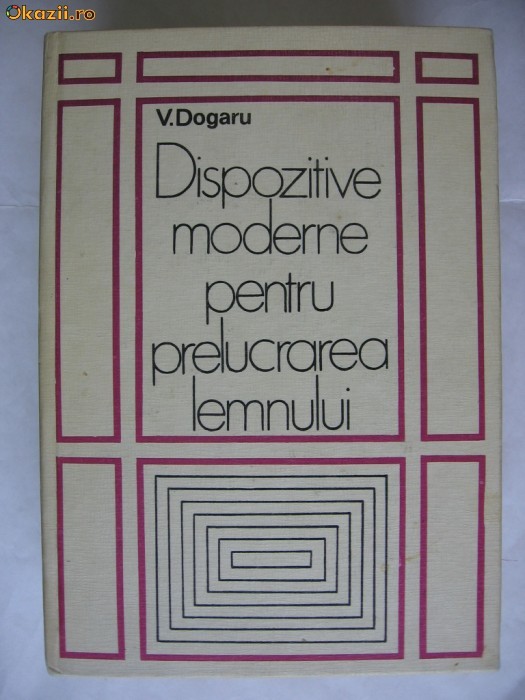 Okazii.ro
V.Dogaru
Dispozitive
moderne
pentru
prelucrarea
lemnului